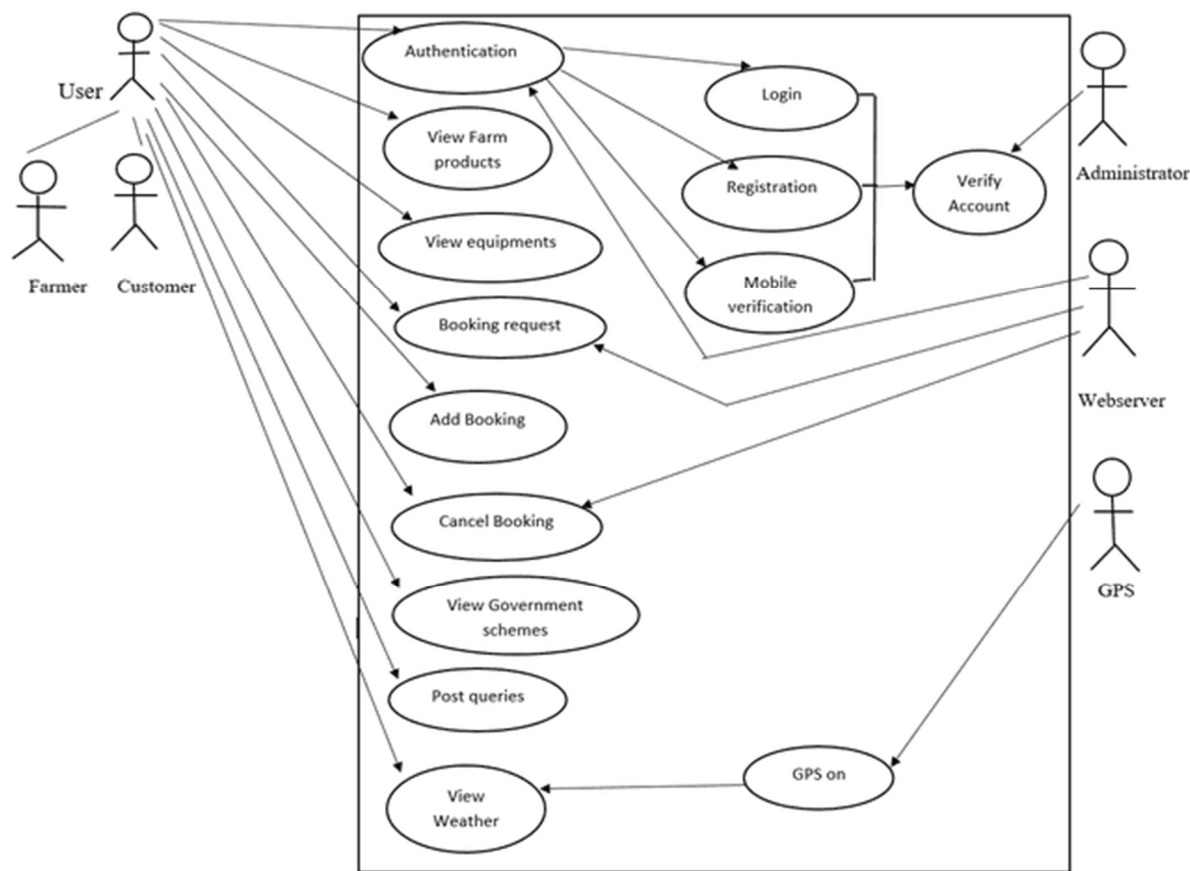 User
Farmer
Customer
Authentication
View Farm
products
View equipments
Booking request
Add Booking
Cancel Booking
View Government
schemes
Post queries
View
Weather
Login
Registration
Mobile
verification
Verify
Account
GPS on
Administrator
Webserver
GPS